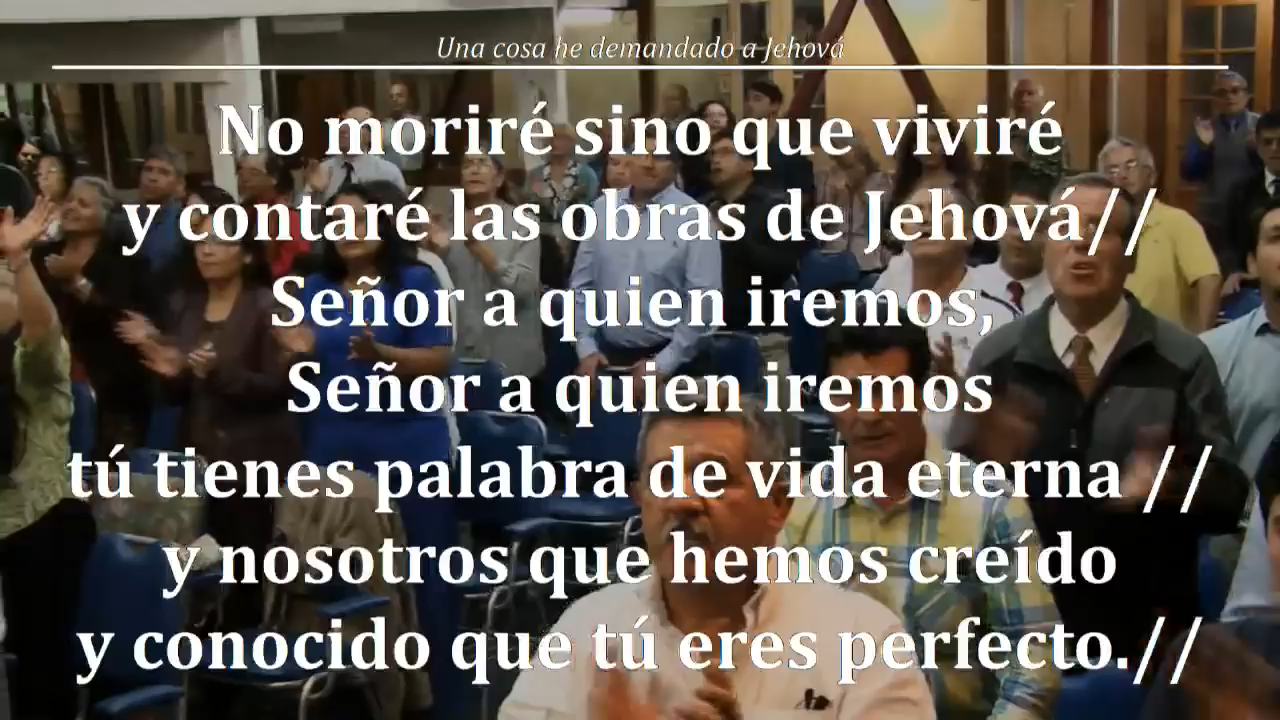 Una cosa he demandado a Jehová
No moriré sino que viviré
y contaré las obras de Jehová//
Señor a quien iremos,
Señor a quien iremos
tú tienes palabra de vida eterna //
y nosotros que hemos creído
y conocido que tú eres perfecto.//